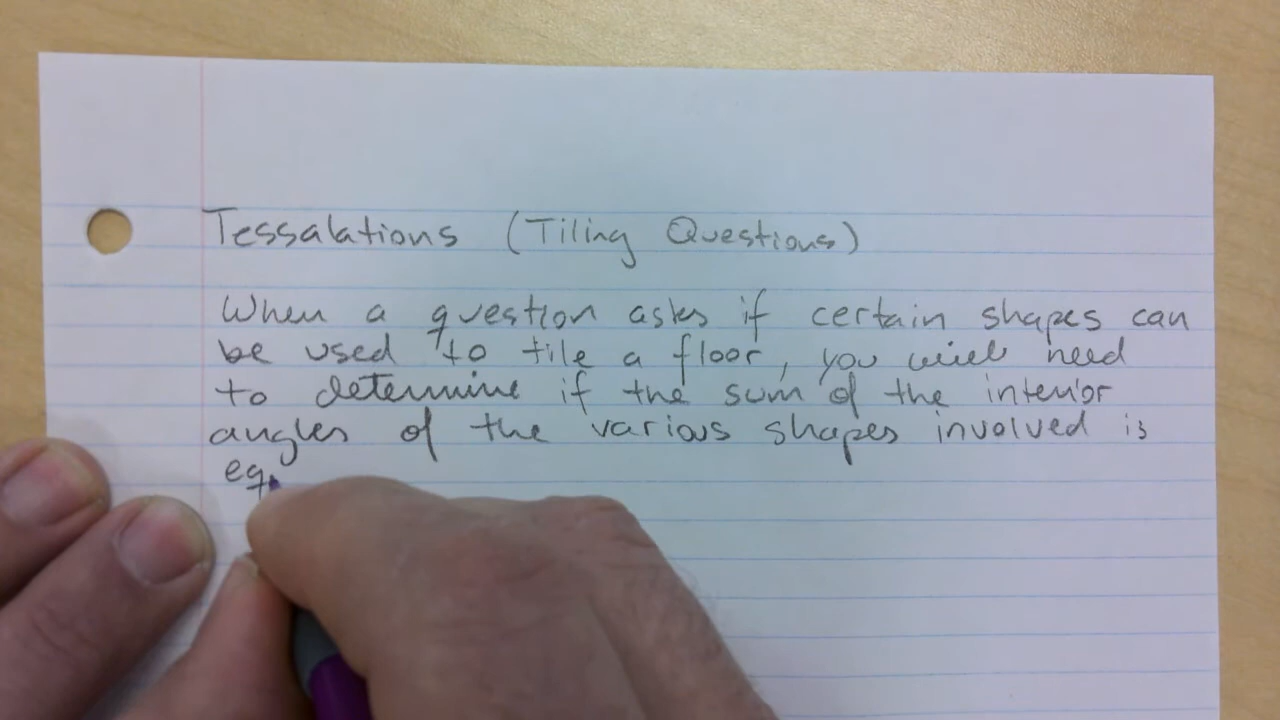 Tessalations (Tiling Questions)
When a question asks if certain shapes can
be used to tile a floor, you will need
to determine if the sum of the interior
angles of the various shapes involved is
eq